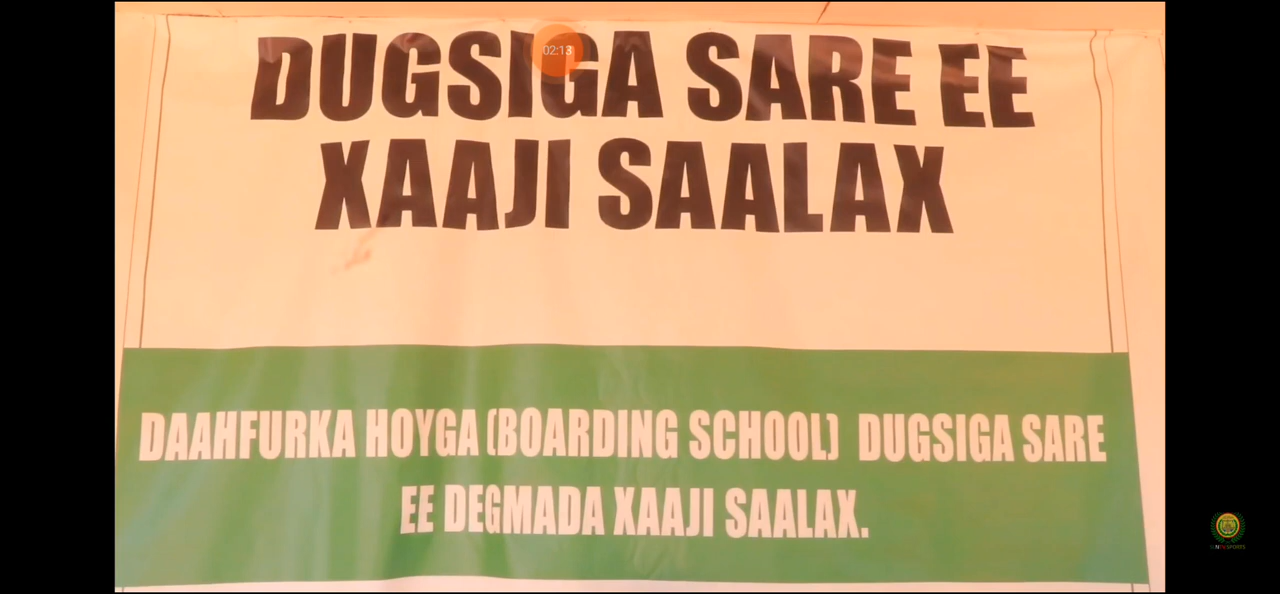 DUGSIGA SARE EE
XAAJI SAALAX
02:13
DAAHFURKA HOYGA (BOARDING SCHOOL) DUGSIGA SARE
EE DEGMADA XAAJI SAALAX.